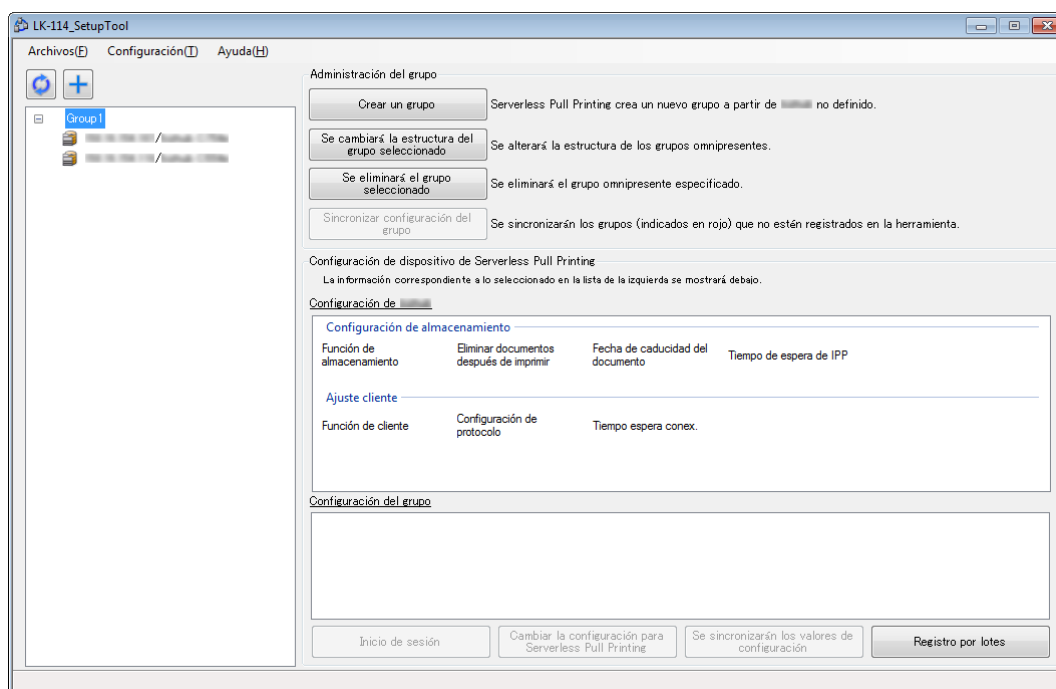 LK-114_SetupTool
Archivos(F) Configuración(T) Ayuda(H)
Group1
Administración del grupo
Crear un grupo
Serverless Pull Printing crea un nuevo grupo a partir de no definido.
Se cambiará la estructura del
grupo seleccionado
Se alterará la estructura de los grupos omnipresentes.
Se eliminará el grupo
seleccionado
Se eliminará el grupo omnipresente especificado.
Sincronizar configuración del
grupo
Se sincronizarán los grupos (indicados en rojo) que no estén registrados en la herramienta.
Configuración de dispositivo de Serverless Pull Printing
La información correspondiente a lo seleccionado en la lista de la izquierda se mostrará debajo.
Configuración de
Configuración de almacenamiento
Función de
almacenamiento
Eliminar documentos
después de imprimir
Fecha de caducidad del
documento
Tiempo de espera de IPP
Ajuste cliente
Función de cliente
Configuración de
protocolo
Tiempo espera conex.
Configuración del grupo
Inicio de sesión
Cambiar la configuración para
Serverless Pull Printing
Se sincronizarán los valores de
configuración
Registro por lotes